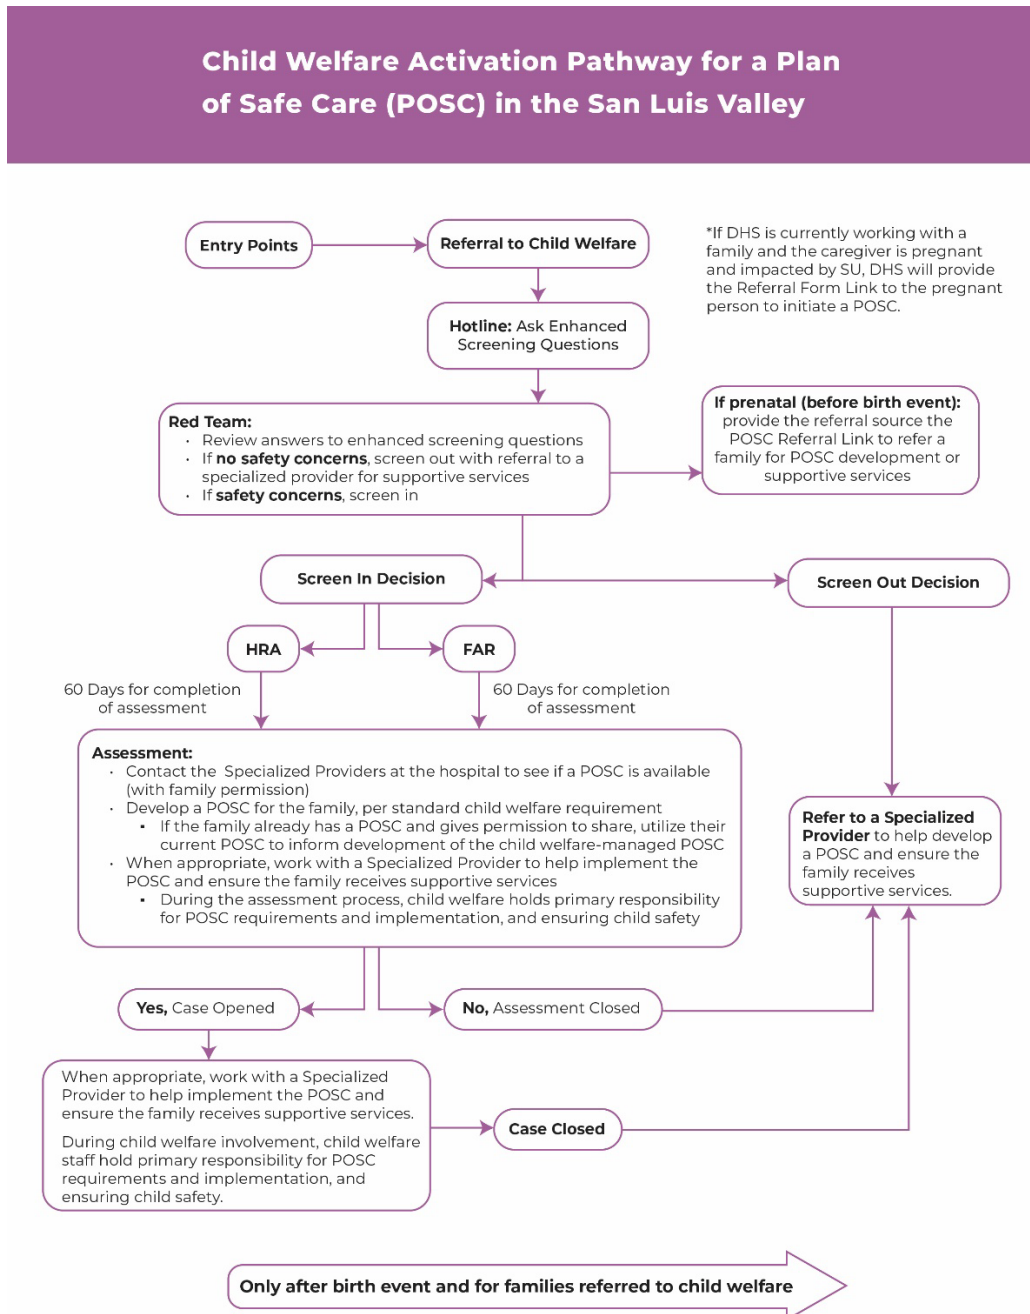 Child Welfare Activation Pathway for a Plan
of Safe Care (POSC) in the San Luis Valley
Entry Points
Referral to Child Welfare
*If DHS is currently working with a
family and the caregiver is pregnant
and impacted by SU, DHS will provide
the Referral Form Link to the pregnant
person to initiate a POSC.
Hotline: Ask Enhanced
Screening Questions
Red Team:
· Review answers to enhanced screening questions
· If no safety concerns, screen out with referral to a
specialized provider for supportive services
· If safety concerns, screen in
If prenatal (before birth event):
provide the referral source the
POSC Referral Link to refer a
family for POSC development or
supportive services
Screen In Decision
Screen Out Decision
HRA
FAR
60 Days for completion
of assessment
60 Days for completion
of assessment
Assessment:
· Contact the Specialized Providers at the hospital to see if a POSC is available
(with family permission)
· Develop a POSC for the family, per standard child welfare requirement
▪ If the family already has a POSC and gives permission to share, utilize their
current POSC to inform development of the child welfare-managed POSC
· When appropriate, work with a Specialized Provider to help implement the
POSC and ensure the family receives supportive services
▪ During the assessment process, child welfare holds primary responsibility
for POSC requirements and implementation, and ensuring child safety
Refer to a Specialized
Provider to help develop
a POSC and ensure the
family receives
supportive services.
Yes, Case Opened
No, Assessment Closed
When appropriate, work with a Specialized
Provider to help implement the POSC and
ensure the family receives supportive services.
During child welfare involvement, child welfare
staff hold primary responsibility for POSC
requirements and implementation, and
ensuring child safety.
Case Closed
Only after birth event and for families referred to child welfare